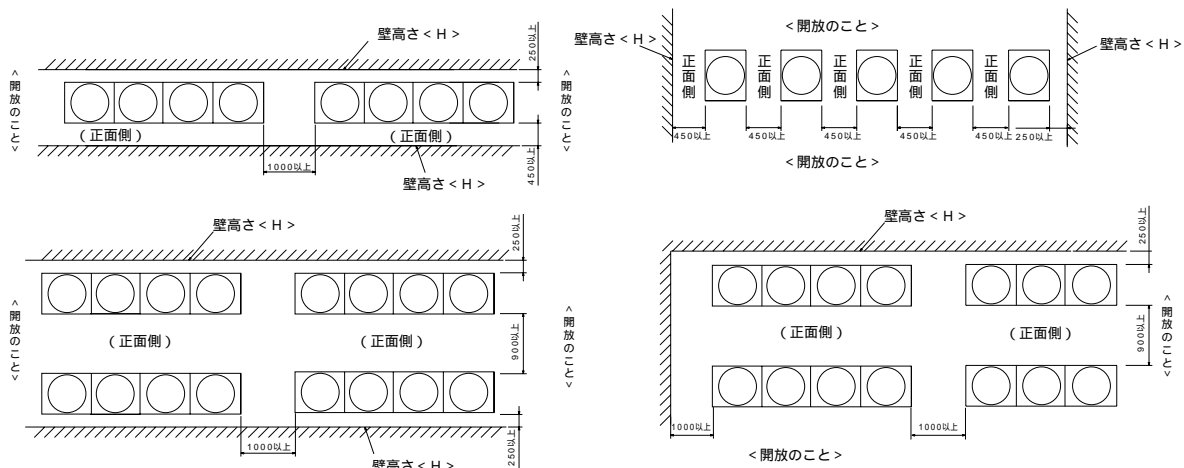 壁高さ<H>
250以上
<開放のこと>
<開放のこと>
(正面側)
(正面側)
1000以上
450以上
壁高さ<H>
<開放のこと>
壁高さ<H>
壁高さ<H>
正面側
正面側
正面側
正面側
正面側
450以上
450以上
450以上
450以上
450以上
250以上
<開放のこと>
壁高さ<H>
250以上
<開放のこと>
<開放のこと>
(正面側)
(正面側)
900以上
1000以上
250以上
壁高さ<H>
壁高さ<H>
250以上
(正面側)
(正面側)
900以上
<開放のこと>
1000以上
1000以上
<開放のこと>